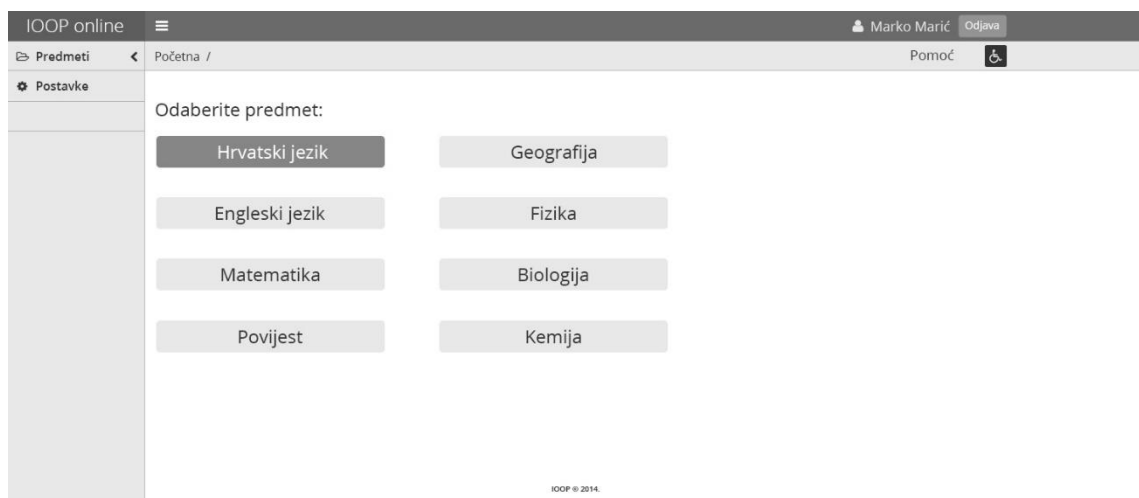 IOOP online Marko Marić Odjava
Predmeti Početna / Pomoć
Postavke
Odaberite predmet:
Hrvatski jezik Geografija
Engleski jezik Fizika
Matematika Biologija
Povijest Kemija
IOOP © 2014.